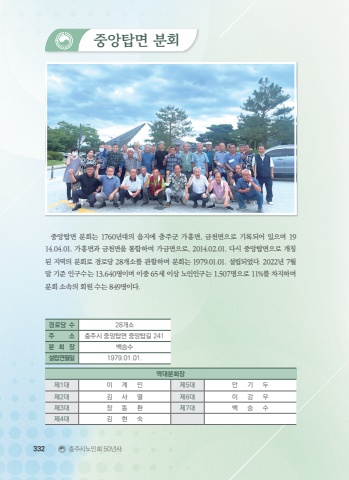 중앙탑면 분회
중앙탑면 분회는 1760년대의 읍지에 충주군 가흥면, 금천면으로 기록되어 있으며 19
14.04.01. 가흥면과 금천면을 통합하여 가금면으로, 2014.02.01. 다시 중앙탑면으로 개칭
된 지역의 분회로 경로당 28개소를 관할하며 분회는 1979.01.01. 설립되었다. 2022년 7월
말 기준 인구수는 13,640명이며 이중 65세 이상 노인인구는 1,507명으로 11%를 차지하며
분회 소속의 회원 수는 849명이다.
경로당 수 28개소
주 소 충주시 중앙탑면 중앙탑길 241
분 회 장 백승수
설립연월일 1979.01.01.
역대분회장
제1대 이 계 민 제5대 안 기 두
제2대 김 사 열 제6대 이 강 우
제3대 장 동 환 제7대 백 승 수
제4대 김 현 숙
332 충주시노인회 50년사